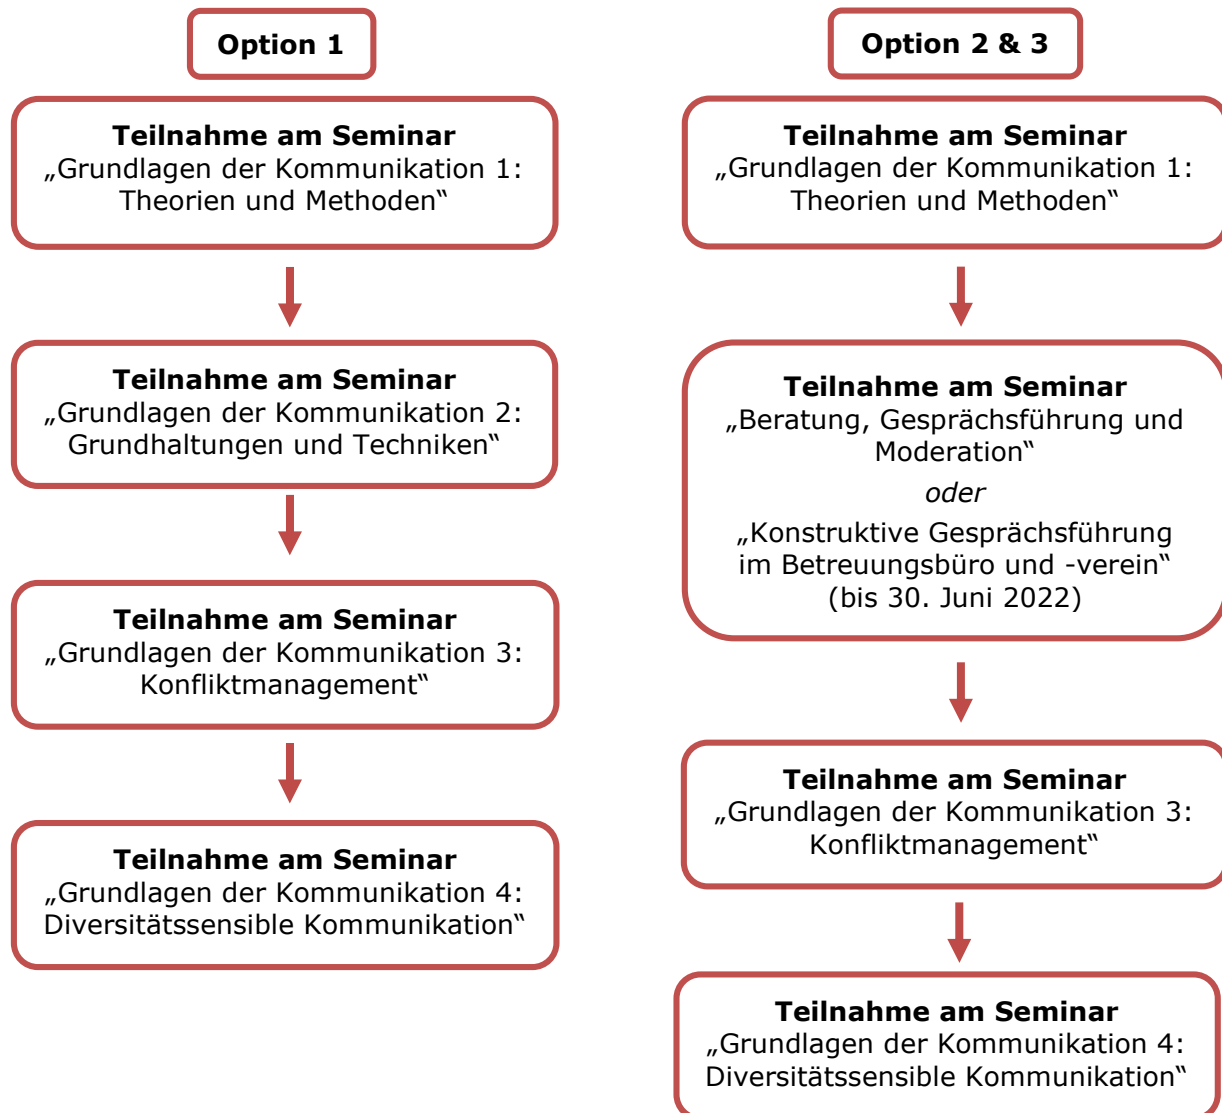 Option 1
Teilnahme am Seminar
„Grundlagen der Kommunikation 1:
Theorien und Methoden“
Teilnahme am Seminar
„Grundlagen der Kommunikation 2:
Grundhaltungen und Techniken“
Teilnahme am Seminar
„Grundlagen der Kommunikation 3:
Konfliktmanagement“
Teilnahme am Seminar
„Grundlagen der Kommunikation 4:
Diversitätssensible Kommunikation“
Option 2 & 3
Teilnahme am Seminar
„Grundlagen der Kommunikation 1:
Theorien und Methoden“
Teilnahme am Seminar
„Beratung, Gesprächsführung und
Moderation“
oder
„Konstruktive Gesprächsführung
im Betreuungsbüro und -verein“
(bis 30. Juni 2022)
Teilnahme am Seminar
„Grundlagen der Kommunikation 3:
Konfliktmanagement“
Teilnahme am Seminar
„Grundlagen der Kommunikation 4:
Diversitätssensible Kommunikation“